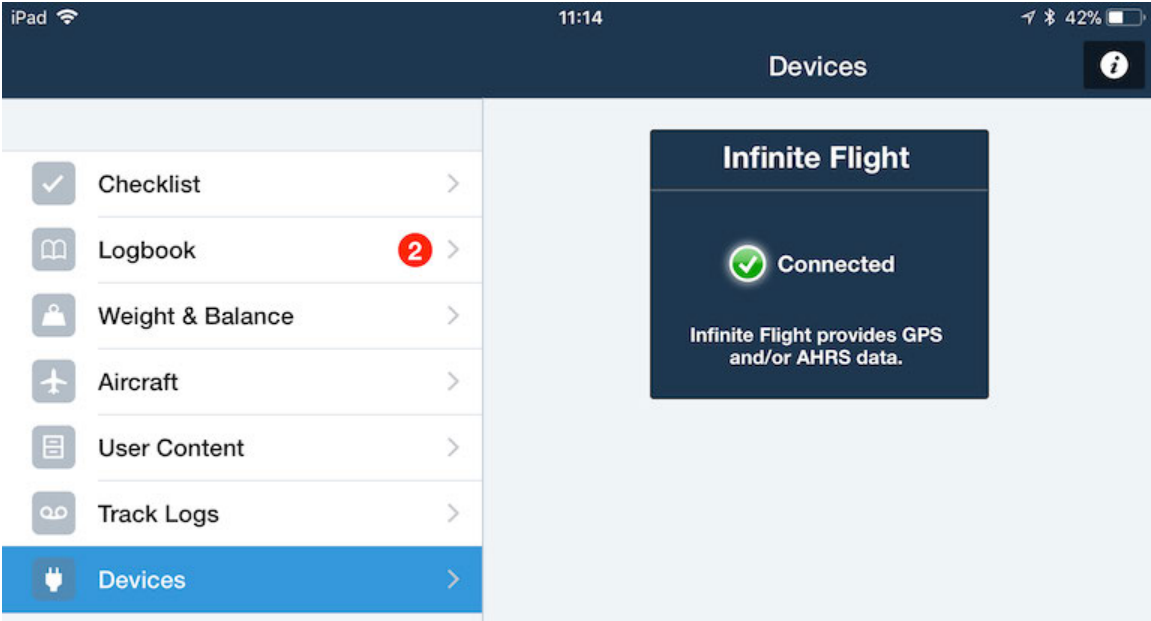 iPad 11:14 42%
Devices
Checklist
Logbook 2
Weight & Balance
Aircraft
User Content
Track Logs
Devices
Infinite Flight
Connected
Infinite Flight provides GPS
and/or AHRS data.